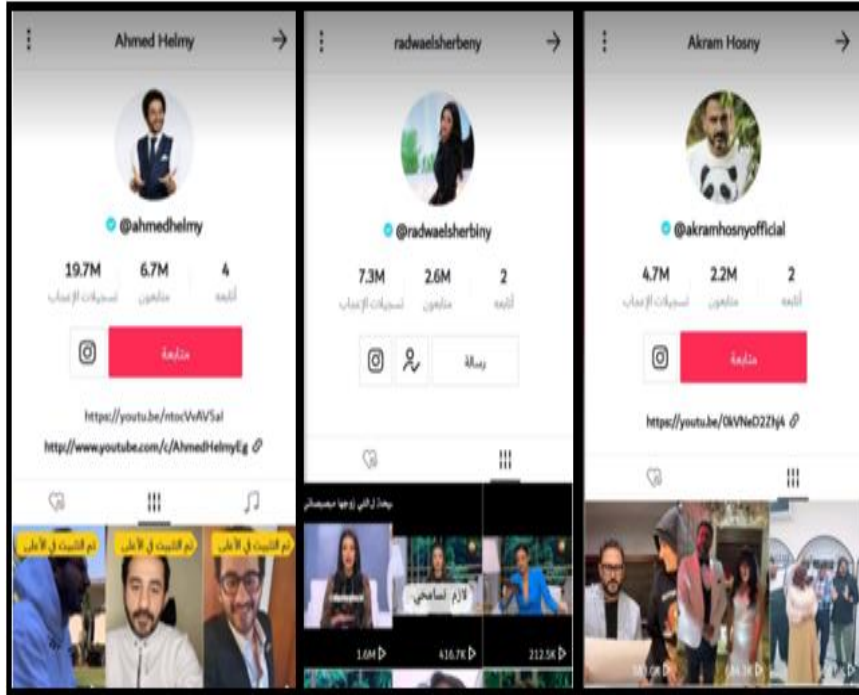 Ahmed Helmy
@ahmedhelmy
19.7M 6.7M 4
تسجيلات الإعجاب متابعون أتابعه
متابعة
https://youtu.be/ntocVvAV5aI
http://www.youtube.com/c/AhmedHelmyEg
تم التثبيت في الأعلى تم التثبيت في الأعلى تم التثبيت في الأعلى
radwaelsherbeny
@radwaelsherbiny
7.3M 2.6M 2
تسجيلات الإعجاب متابعون أتابعه
رسالة
لازم تسامحي
1.6M 416.7K 212.5K
Akram Hosny
@akramhosnyofficial
4.7M 2.2M 2
تسجيلات الإعجاب متابعون أتابعه
متابعة
https://youtu.be/0kVNeD2Zhj4